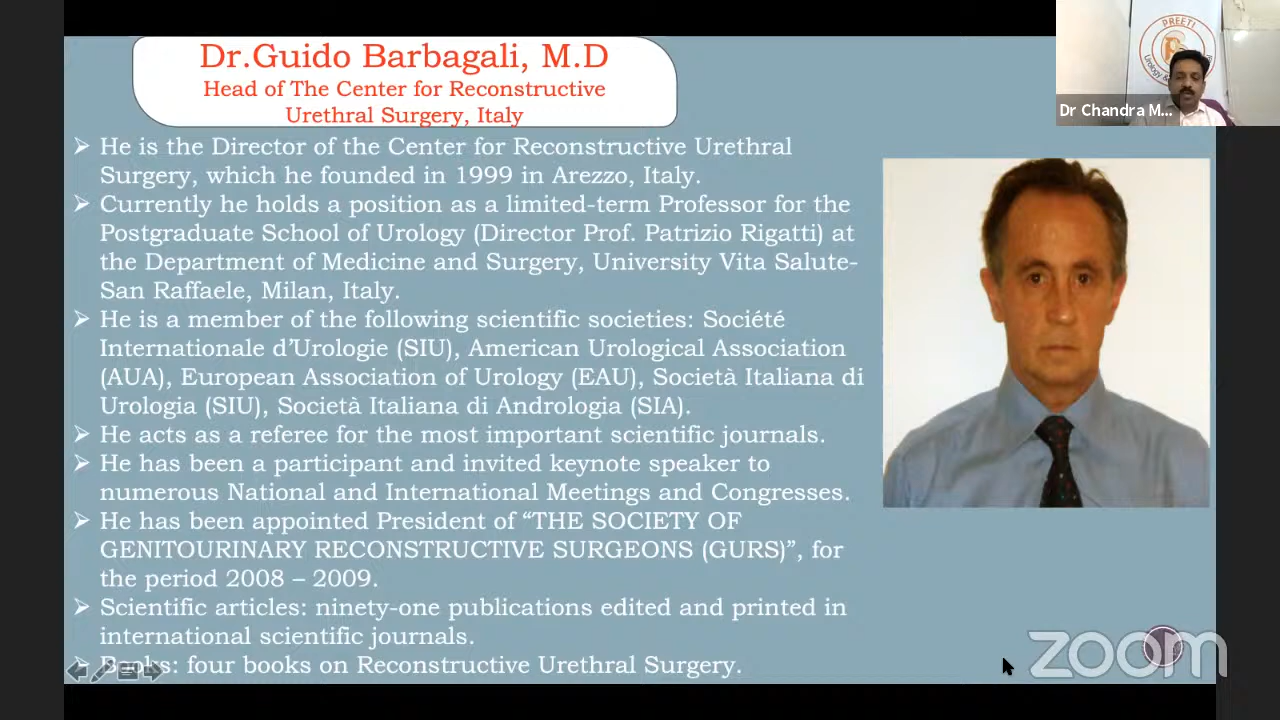 Dr.Guido Barbagali, M.D
Head of The Center for Reconstructive
Urethral Surgery, Italy
➢ He is the Director of the Center for Reconstructive Urethral
Surgery, which he founded in 1999 in Arezzo, Italy.
➢ Currently he holds a position as a limited-term Professor for the
Postgraduate School of Urology (Director Prof. Patrizio Rigatti) at
the Department of Medicine and Surgery, University Vita Salute-
San Raffaele, Milan, Italy.
➢ He is a member of the following scientific societies: Société
Internationale d’Urologie (SIU), American Urological Association
(AUA), European Association of Urology (EAU), Società Italiana di
Urologia (SIU), Società Italiana di Andrologia (SIA).
➢ He acts as a referee for the most important scientific journals.
➢ He has been a participant and invited keynote speaker to
numerous National and International Meetings and Congresses.
➢ He has been appointed President of “THE SOCIETY OF
GENITOURINARY RECONSTRUCTIVE SURGEONS (GURS)”, for
the period 2008 – 2009.
➢ Scientific articles: ninety-one publications edited and printed in
international scientific journals.
➢ Books: four books on Reconstructive Urethral Surgery.
PREETI
Urology &
Dr Chandra M...
zoom